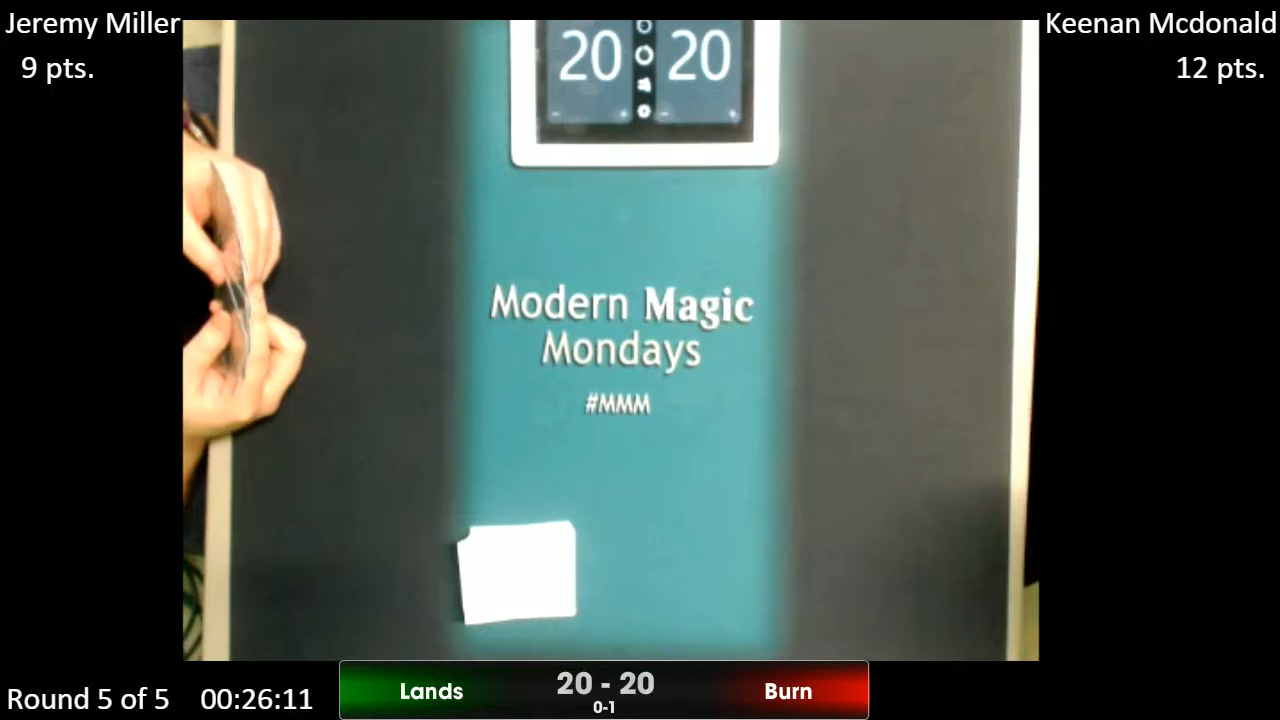 Jeremy Miller
9 pts.
Keenan Mcdonald
12 pts.
20 20
Modern Magic
Mondays
#MMM
Round 5 of 5 00:26:11
Lands
20 - 20
0-1
Burn